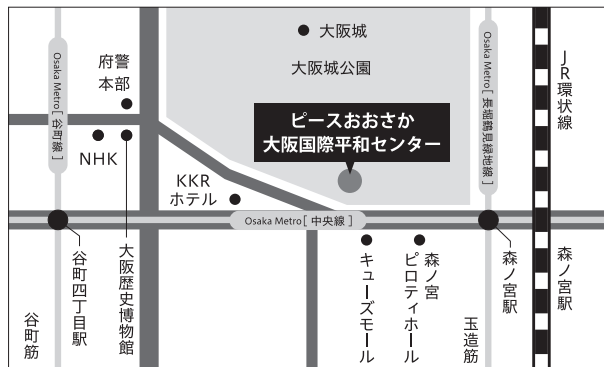 大阪城
大阪城公園
ピースおおさか
大阪国際平和センター
府警
本部
NHK
KKR
ホテル
Osaka Metro[谷町線]
Osaka Metro[長堀鶴見緑地線]
JR環状線
Osaka Metro[中央線]
谷町筋
谷町四丁目駅
大阪歴史博物館
キューズモール
森ノ宮
ピロティホール
玉造筋
森ノ宮駅
森ノ宮駅